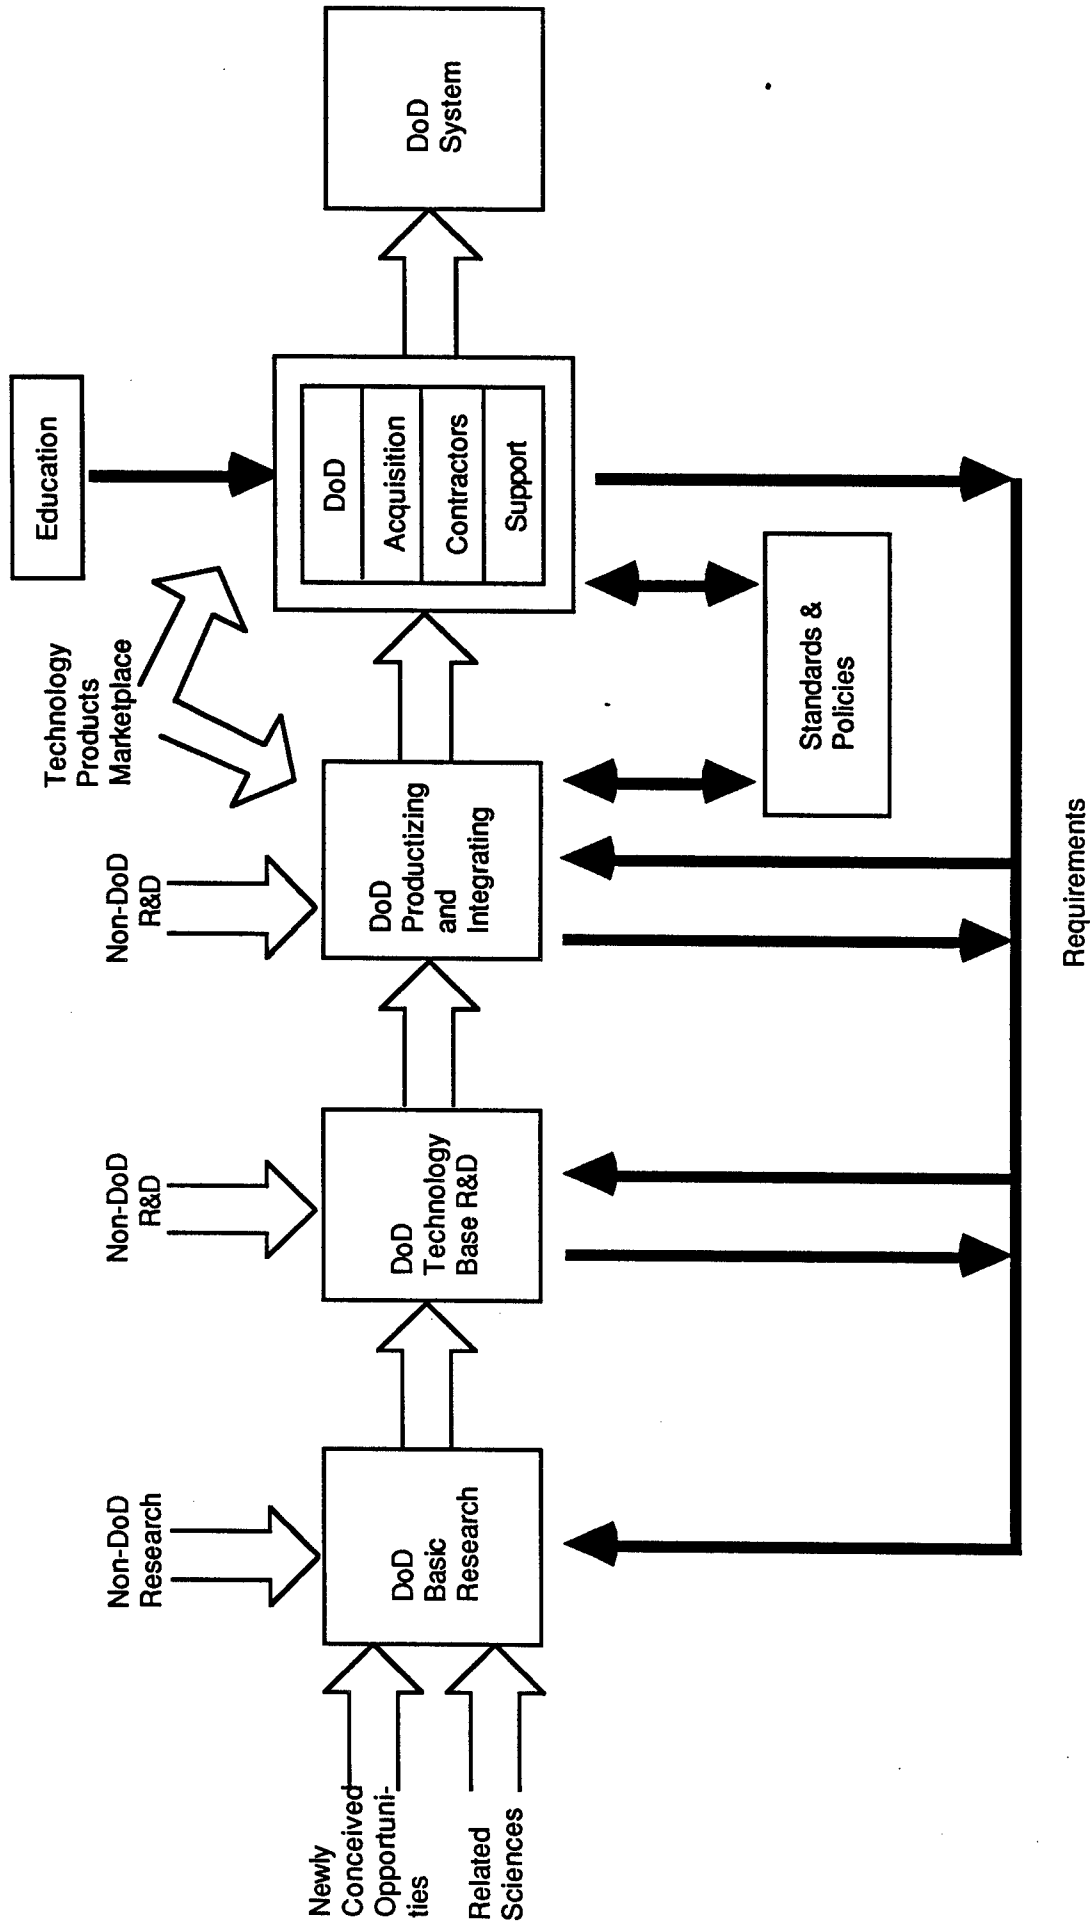 Newly
Conceived
Opportuni-
ties
Related
Sciences
Non-DoD
Research
DoD
Basic
Research
Non-DoD
R&D
DoD
Technology
Base R&D
Non-DoD
R&D
DoD
Productizing
and
Integrating
Technology
Products
Marketplace
Education
DoD
Acquisition
Contractors
Support
Standards &
Policies
DoD
System
Requirements